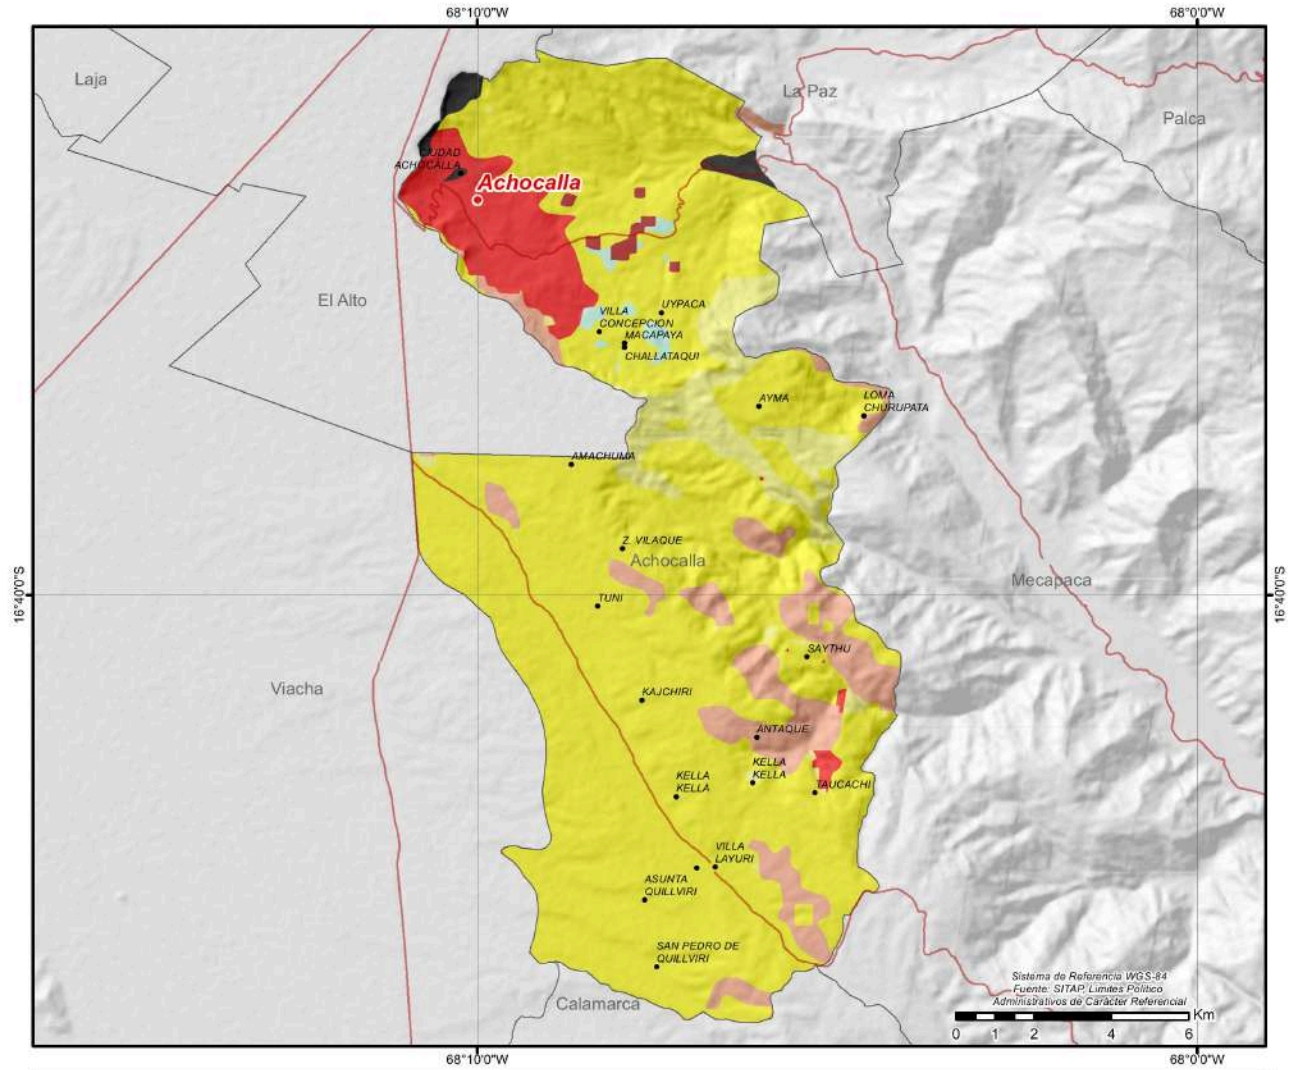 68°10'0"W
68°0'0"W
Laja
La Paz
Palca
CIUDAD
ACHOCALLA
Achocalla
El Alto
UYPACA
VILLA
CONCEPCION
MACAPAYA
CHALLATAQUI
AYMA
LOMA
CHURUPATA
AMACHUMA
Z. VILAQUE
Achocalla
Mecapaca
16°40'0"S
16°40'0"S
TUNI
SAYTHU
Viacha
KAJCHIRI
ANTAQUE
KELLA
KELLA
KELLA
KELLA
TAUCACHI
VILLA
LAYURI
ASUNTA
QUILLVIRI
SAN PEDRO DE
QUILLVIRI
Calamarca
Sistema de Referencia WGS-84
Fuente: SITAP, Limites Politico
Administrativos de Carácter Referencial
Km
0 1 2 4 6
68°10'0"W
68°0'0"W